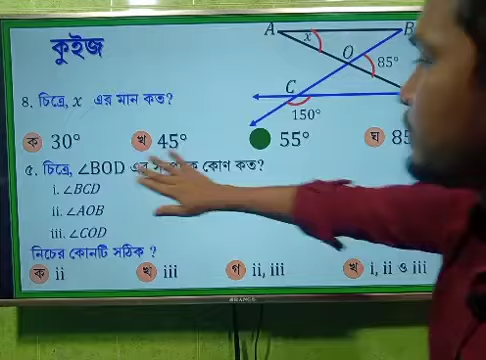 কুইজ
A
B
x
O
85°
C
150°
৪. চিত্রে, x এর মান কত?
ক 30° খ 45° 55° ঘ 85
৫. চিত্রে, ∠BOD এর কোণ কত?
i. ∠BCD
ii. ∠AOB
iii. ∠COD
নিচের কোনটি সঠিক ?
ক ii খ iii গ ii, iii ঘ i, ii ও iii